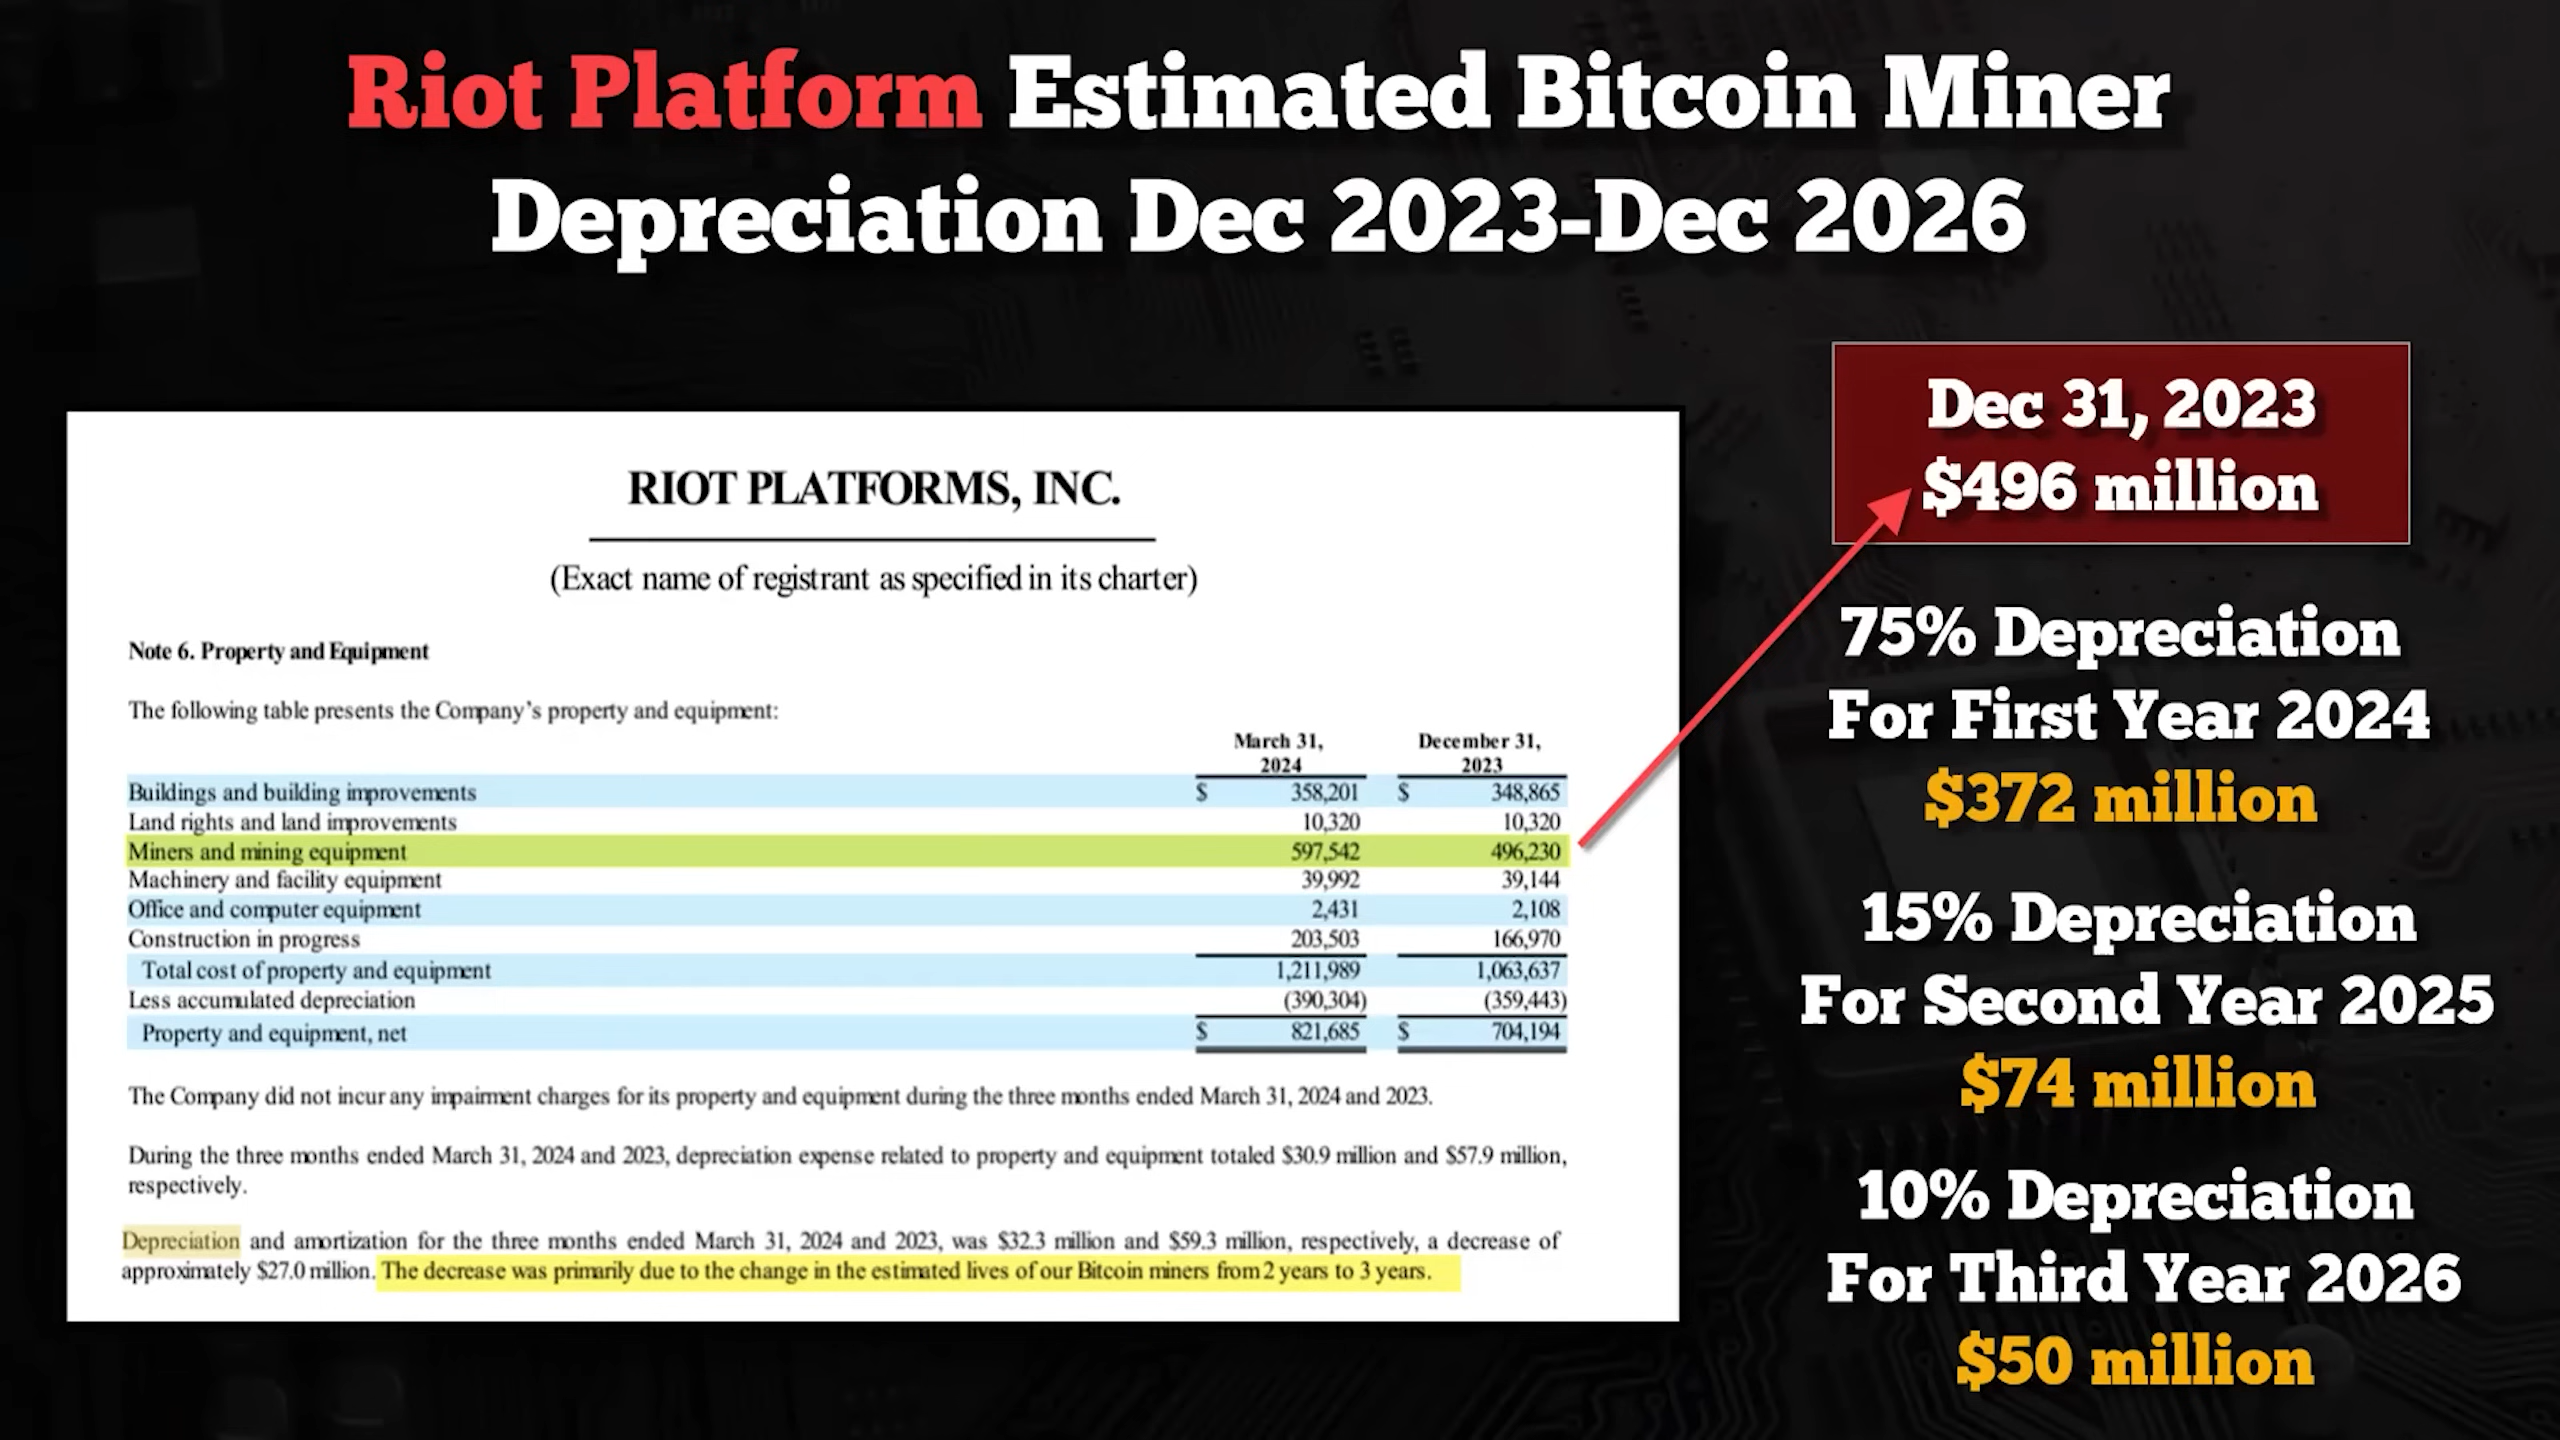 Riot Platform Estimated Bitcoin Miner
Depreciation Dec 2023-Dec 2026
RIOT PLATFORMS, INC.
(Exact name of registrant as specified in its charter)
Note 6. Property and Equipment
The following table presents the Company's property and equipment:
March 31, 2024 December 31, 2023
Buildings and building improvements $ 358,201 $ 348,865
Land rights and land improvements 10,320 10,320
Miners and mining equipment 597,542 496,230
Machinery and facility equipment 39,992 39,144
Office and computer equipment 2,431 2,108
Construction in progress 203,503 166,970
Total cost of property and equipment 1,211,989 1,063,637
Less accumulated depreciation (390,304) (359,443)
Property and equipment, net $ 821,685 $ 704,194
The Company did not incur any impairment charges for its property and equipment during the three months ended March 31, 2024 and 2023.
During the three months ended March 31, 2024 and 2023, depreciation expense related to property and equipment totaled $30.9 million and $57.9 million,
respectively.
Depreciation and amortization for the three months ended March 31, 2024 and 2023, was $32.3 million and $59.3 million, respectively, a decrease of
approximately $27.0 million. The decrease was primarily due to the change in the estimated lives of our Bitcoin miners from 2 years to 3 years.
Dec 31, 2023
$496 million
75% Depreciation
For First Year 2024
$372 million
15% Depreciation
For Second Year 2025
$74 million
10% Depreciation
For Third Year 2026
$50 million